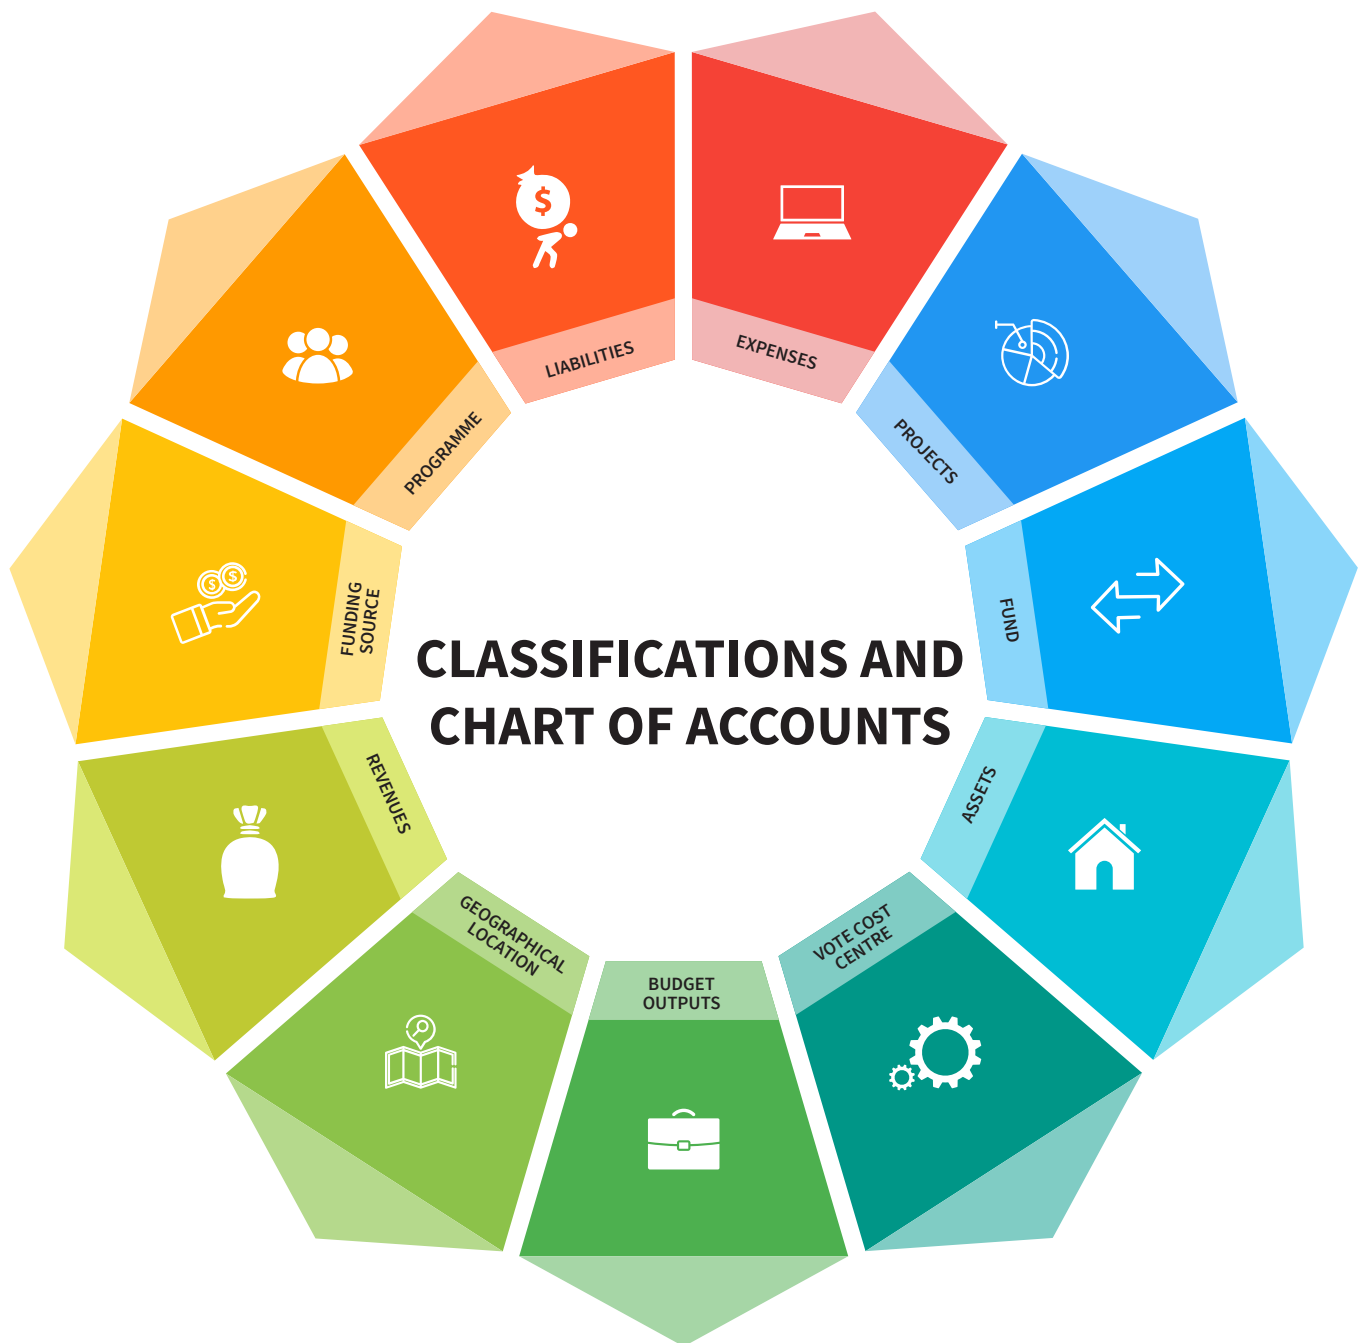 LIABILITIES
EXPENSES
PROGRAMME
PROJECTS
FUNDING
SOURCE
FUND
CLASSIFICATIONS AND
CHART OF ACCOUNTS
REVENUES
ASSETS
GEOGRAPHICAL
LOCATION
VOTE COST
CENTRE
BUDGET
OUTPUTS
$
$
$